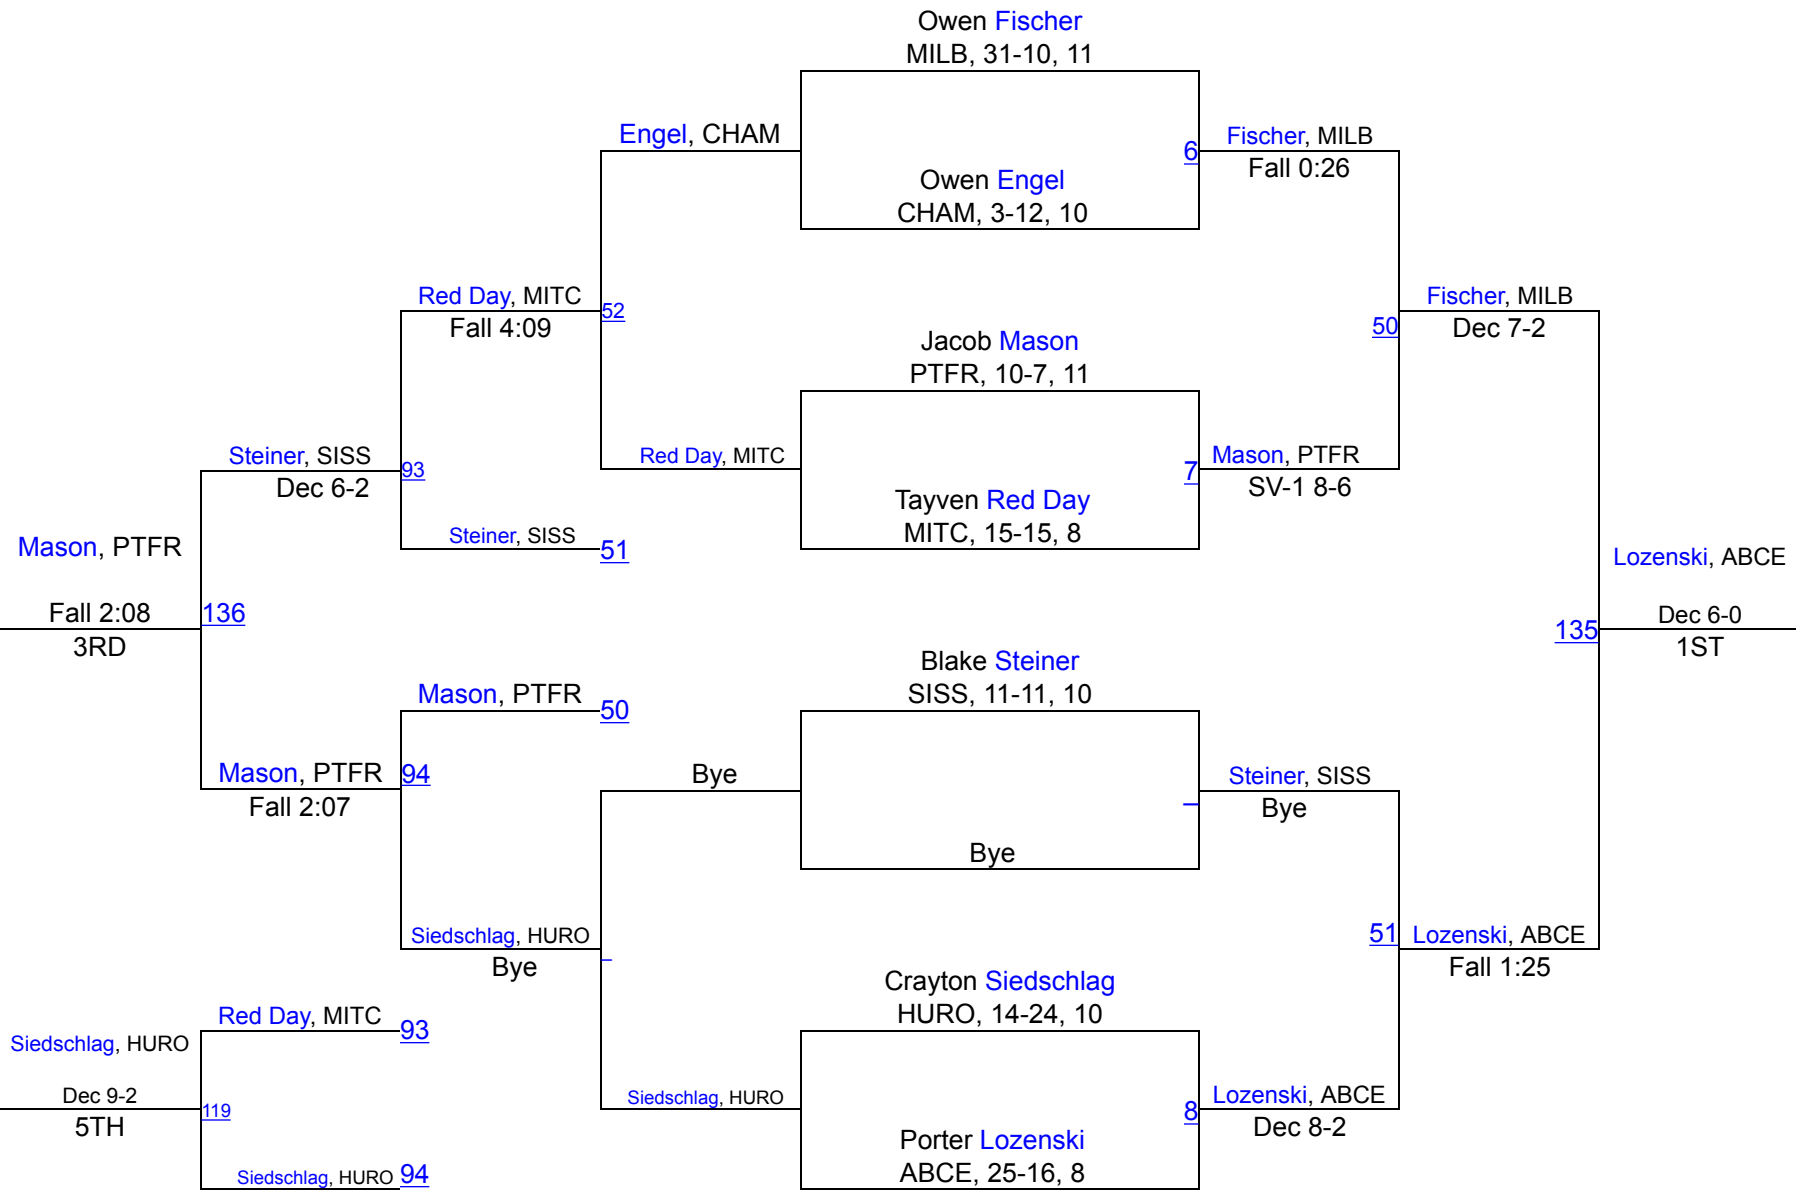 Owen Fischer
MILB, 31-10, 11
Engel, CHAM
6
Fischer, MILB
Fall 0:26
Owen Engel
CHAM, 3-12, 10
Red Day, MITC
Fall 4:09
52
Fischer, MILB
50
Dec 7-2
Jacob Mason
PTFR, 10-7, 11
Steiner, SISS
Dec 6-2
93
Red Day, MITC
7
Mason, PTFR
SV-1 8-6
Tayven Red Day
MITC, 15-15, 8
Steiner, SISS
51
Mason, PTFR
Lozenski, ABCE
Fall 2:08
136
3RD
Dec 6-0
135
1ST
Blake Steiner
SISS, 11-11, 10
Mason, PTFR
50
Mason, PTFR
94
Fall 2:07
Bye
Steiner, SISS
Bye
Bye
Siedschlag, HURO
Bye
51
Lozenski, ABCE
Fall 1:25
Crayton Siedschlag
HURO, 14-24, 10
Red Day, MITC
93
Siedschlag, HURO
Dec 9-2
119
5TH
Siedschlag, HURO
8
Lozenski, ABCE
Dec 8-2
Porter Lozenski
ABCE, 25-16, 8
Siedschlag, HURO
94